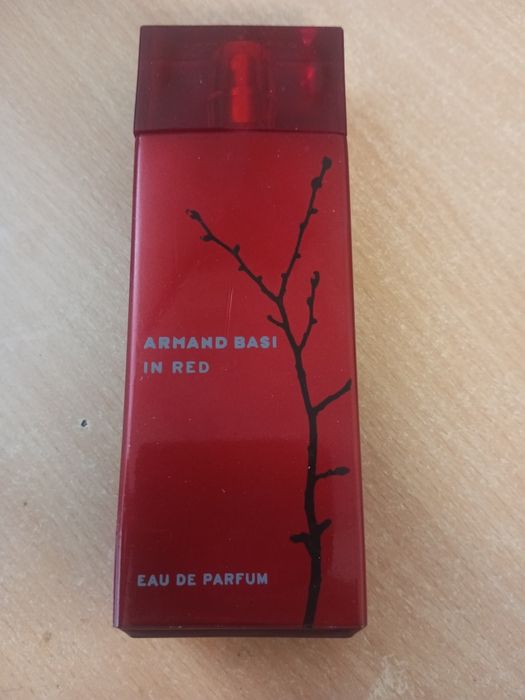 ARMAND BASI
IN RED
EAU DE PARFUM